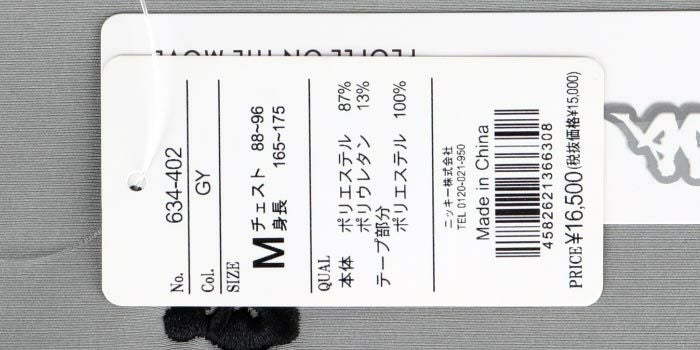 No. 634-402
Col. GY
SIZE
M
チェスト 88~96
身長 165~175
QUAL
本体 ポリエステル 87%
ポリウレタン 13%
テープ部分
ポリエステル 100%
ニッキー株式会社
TEL 0120-021-950
Made in China
4582621366308
PRICE ¥16,500(税抜価格¥15,000)